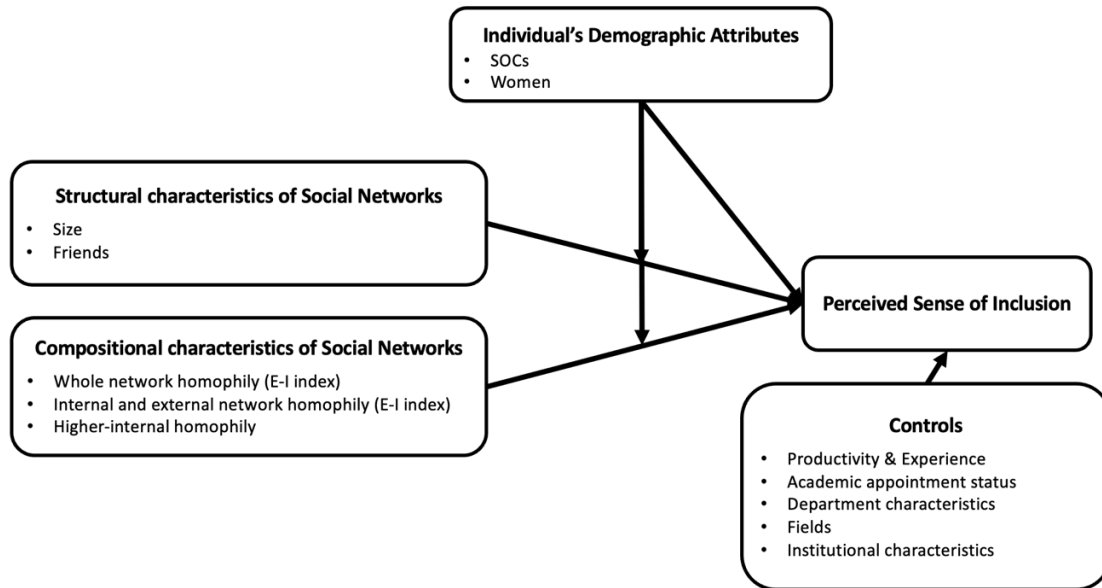 Individual's Demographic Attributes
• SOCs
• Women
Structural characteristics of Social Networks
• Size
• Friends
Perceived Sense of Inclusion
Compositional characteristics of Social Networks
• Whole network homophily (E-I index)
• Internal and external network homophily (E-I index)
• Higher-internal homophily
Controls
• Productivity & Experience
• Academic appointment status
• Department characteristics
• Fields
• Institutional characteristics